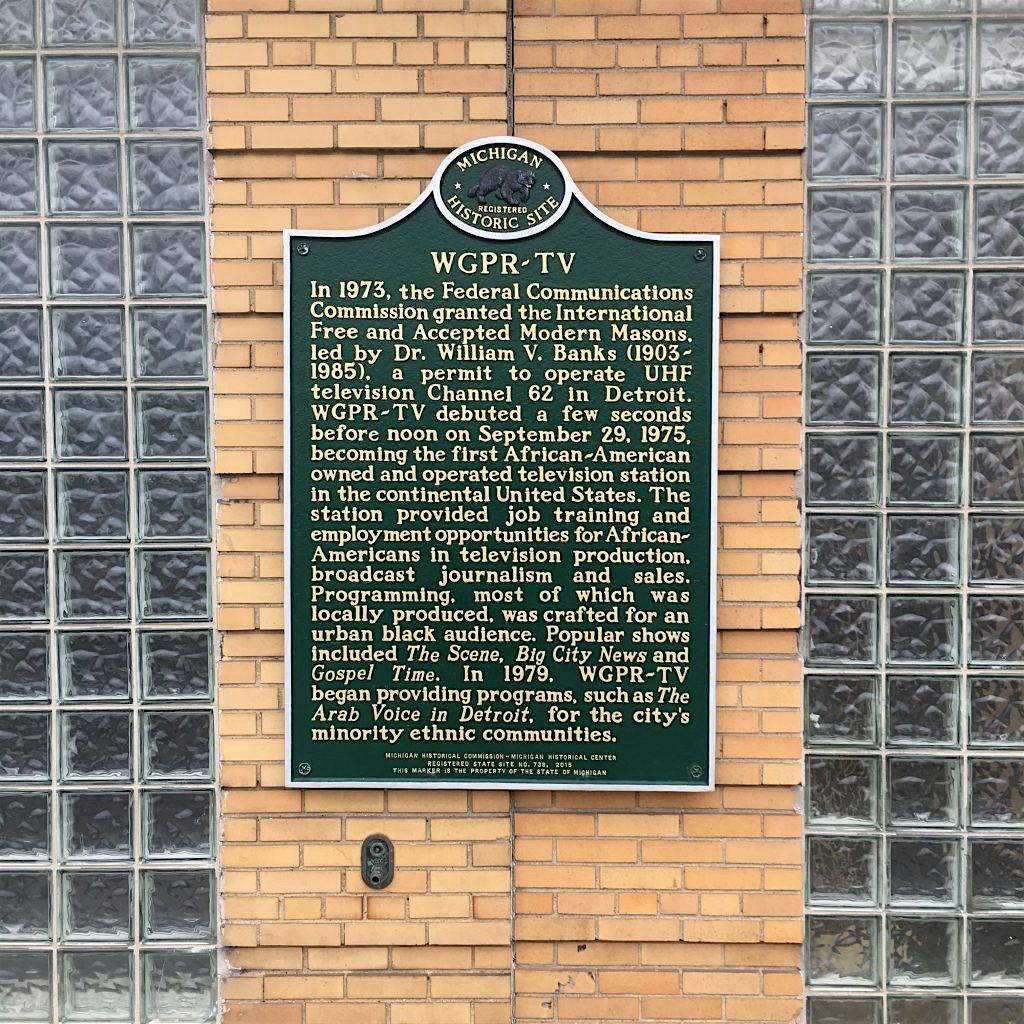 MICHIGAN
REGISTERED
HISTORIC SITE
WGPR-TV
In 1973, the Federal Communications
Commission granted the International
Free and Accepted Modern Masons,
led by Dr. William V. Banks (1903-
1985), a permit to operate UHF
television Channel 62 in Detroit.
WGPR-TV debuted a few seconds
before noon on September 29, 1975,
becoming the first African-American
owned and operated television station
in the continental United States. The
station provided job training and
employment opportunities for African-
Americans in television production,
broadcast journalism and sales.
Programming, most of which was
locally produced, was crafted for an
urban black audience. Popular shows
included The Scene, Big City News and
Gospel Time. In 1979, WGPR-TV
began providing programs, such as The
Arab Voice in Detroit, for the city's
minority ethnic communities.
MICHIGAN HISTORICAL COMMISSION-MICHIGAN HISTORICAL CENTER
REGISTERED STATE SITE NO. 738, 2015
THIS MARKER IS THE PROPERTY OF THE STATE OF MICHIGAN